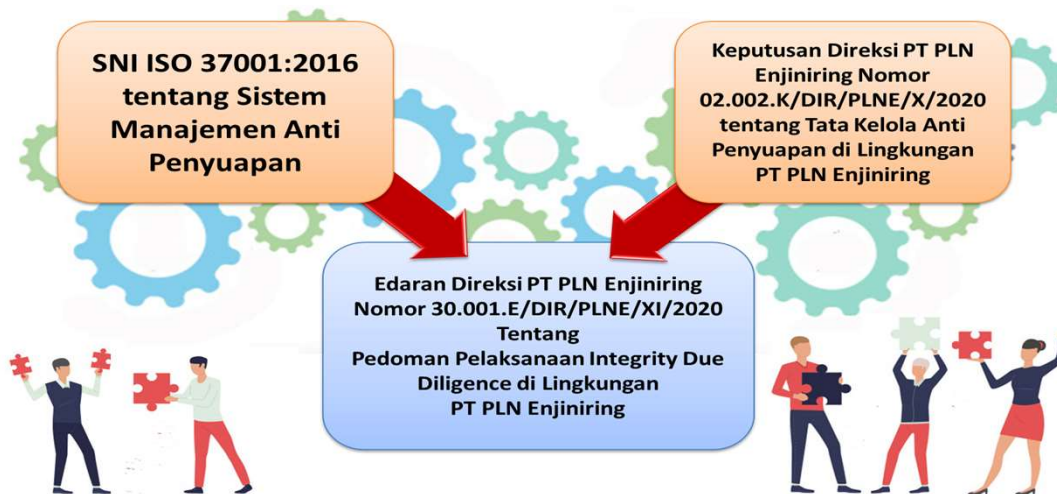 SNI ISO 37001:2016
tentang Sistem
Manajemen Anti
Penyuapan
Keputusan Direksi PT PLN
Enjiniring Nomor
02.002.K/DIR/PLNE/X/2020
tentang Tata Kelola Anti
Penyuapan di Lingkungan
PT PLN Enjiniring
Edaran Direksi PT PLN Enjiniring
Nomor 30.001.E/DIR/PLNE/XI/2020
Tentang
Pedoman Pelaksanaan Integrity Due
Diligence di Lingkungan
PT PLN Enjiniring